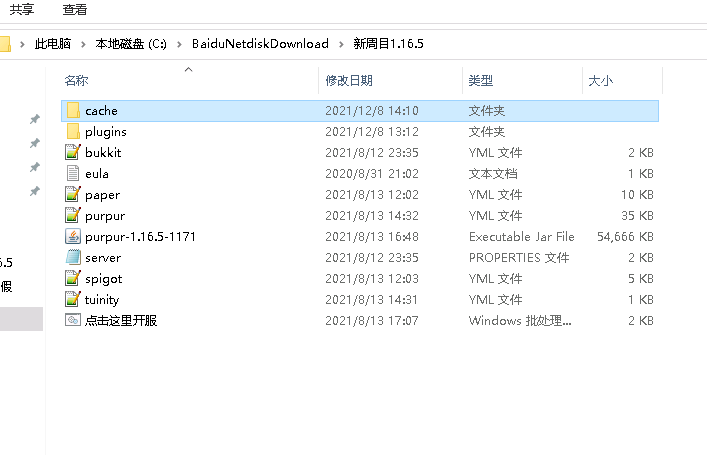 共享 查看
此电脑 本地磁盘 (C:) BaiduNetdiskDownload 新周目1.16.5
名称 修改日期 类型 大小
cache 2021/12/8 14:10 文件夹
plugins 2021/12/8 13:12 文件夹
bukkit 2021/8/12 23:35 YML 文件 2 KB
eula 2020/8/31 21:02 文本文档 1 KB
paper 2021/8/13 12:02 YML 文件 10 KB
purpur 2021/8/13 14:32 YML 文件 35 KB
purpur-1.16.5-1171 2021/8/13 16:48 Executable Jar File 54,666 KB
server 2021/8/12 23:35 PROPERTIES 文件 2 KB
6.5
spigot 2021/8/13 12:03 YML 文件 5 KB
假
tuinity 2021/8/13 14:31 YML 文件 1 KB
点击这里开服 2021/8/13 17:07 Windows 批处理... 2 KB